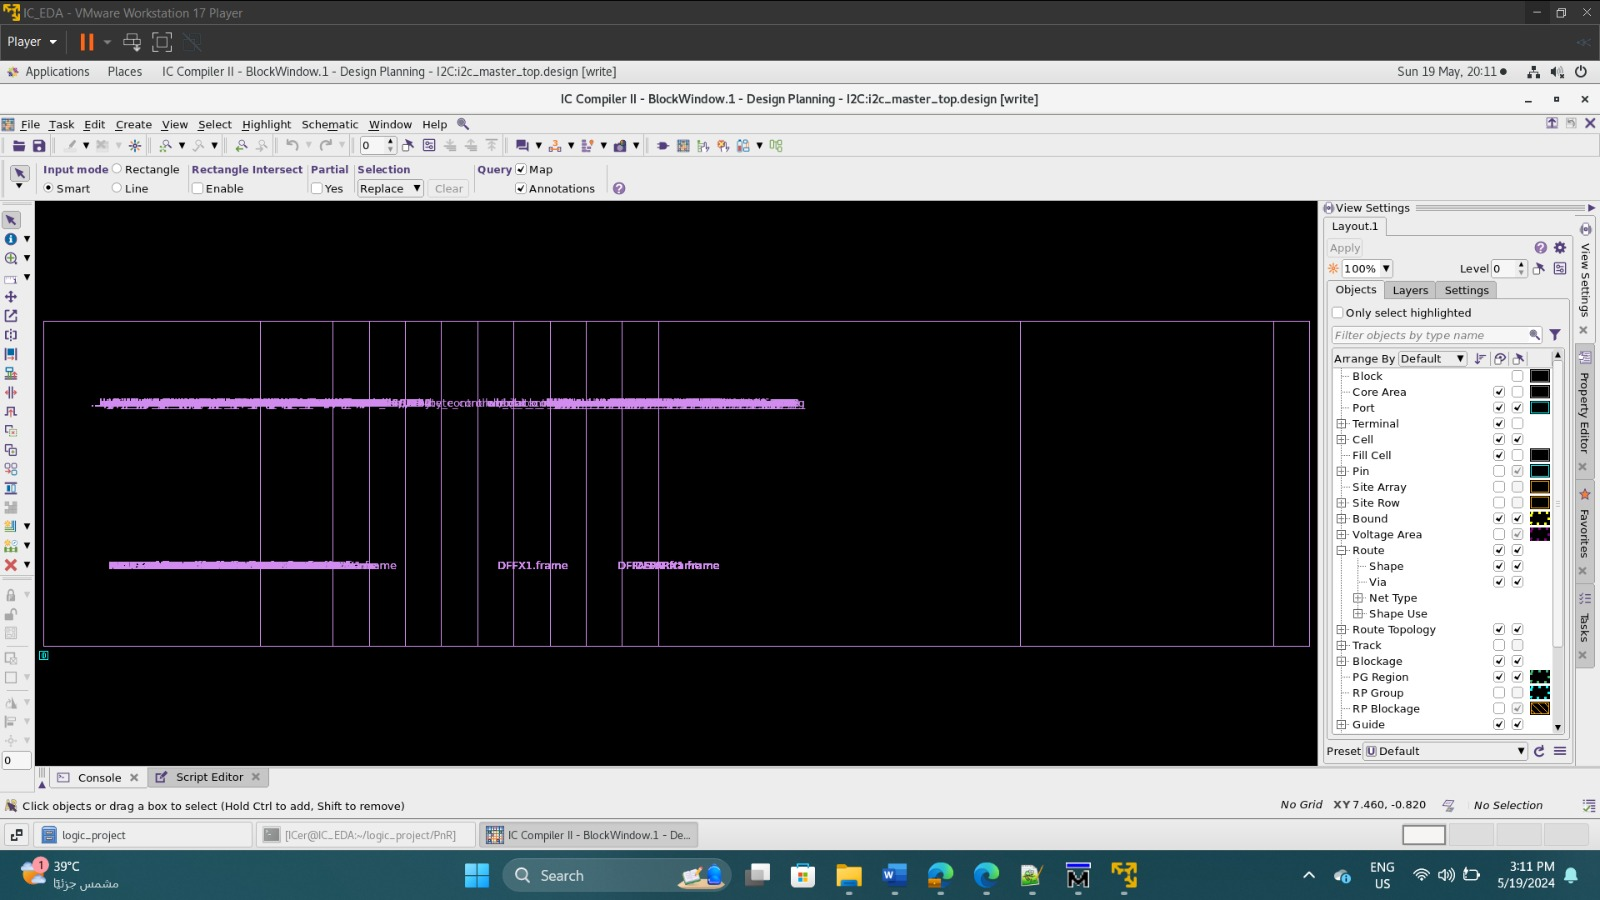 IC_EDA - VMware Workstation 17 Player
Player
Applications Places IC Compiler II - BlockWindow.1 - Design Planning - I2C:i2c_master_top.design [write] Sun 19 May, 20:11
IC Compiler II - BlockWindow.1 - Design Planning - I2C:i2c_master_top.design [write]
File Task Edit Create View Select Highlight Schematic Window Help
0
Input mode Rectangle Rectangle Intersect Partial Selection Query Map
Smart Line Enable Yes Replace Clear Annotations
View Settings
Layout.1
Apply
100% Level 0
Objects Layers Settings
Only select highlighted
Filter objects by type name
Arrange By Default
Block
Core Area
Port
Terminal
Cell
Fill Cell
Pin
Site Array
Site Row
Bound
Voltage Area
Route
Shape
Via
Net Type
Shape Use
Route Topology
Track
Blockage
PG Region
RP Group
RP Blockage
Guide
Preset Default
View Settings
Property Editor
Favorites
Tasks
DFFX1.frame
0
Console Script Editor
Click objects or drag a box to select (Hold Ctrl to add, Shift to remove) No Grid XY 7.460, -0.820 No Selection
logic_project [ICer@IC_EDA:~/logic_project/PnR] IC Compiler II - BlockWindow.1 - De...
1
39°C
مشمس جزئيًا
Search
ENG
US
3:11 PM
5/19/2024